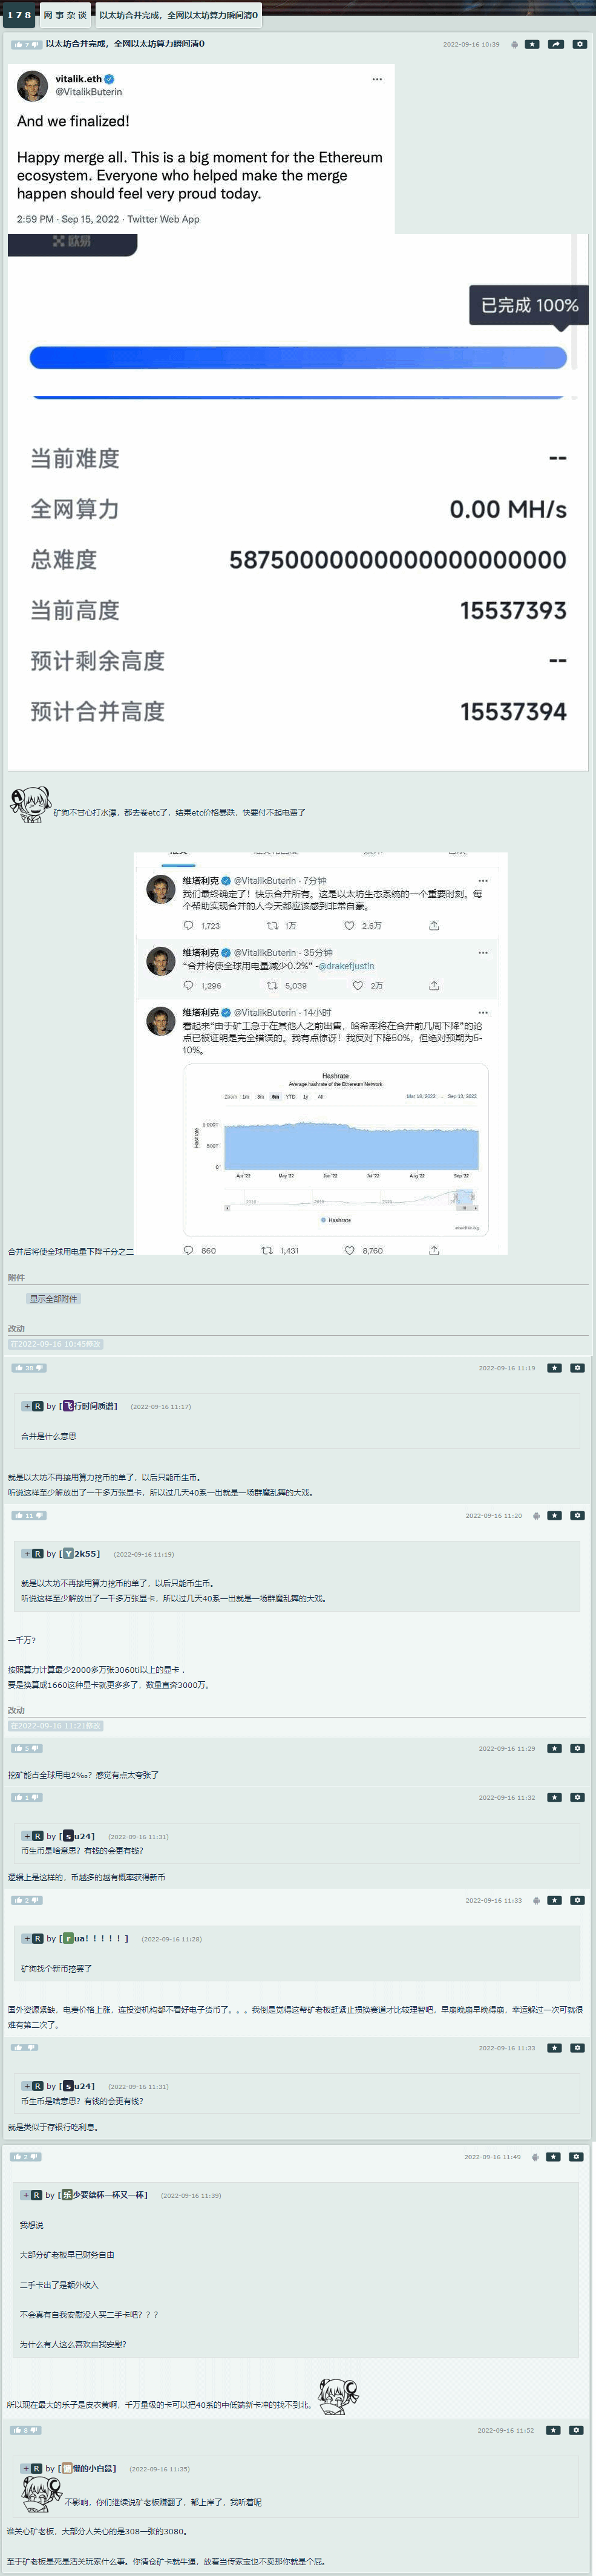 178 网事杂谈 以太坊合并完成，全网以太坊算力瞬间清0
7 以太坊合并完成，全网以太坊算力瞬间清0 2022-09-16 10:39
vitalik.eth
@VitalikButerin
And we finalized!
Happy merge all. This is a big moment for the Ethereum
ecosystem. Everyone who helped make the merge
happen should feel very proud today.
2:59 PM · Sep 15, 2022 · Twitter Web App
欧易
已完成 100%
当前难度 --
全网算力 0.00 MH/s
总难度 58750000000000000000000
当前高度 15537393
预计剩余高度 --
预计合并高度 15537394
矿狗不甘心打水漂，都去卷etc了，结果etc价格暴跌，快要付不起电费了
维塔利克 @VitalikButerin · 7分钟
我们最终确定了！快乐合并所有。这是以太坊生态系统的一个重要时刻。每
个帮助实现合并的人今天都应该感到非常自豪。
1,723 1万 2.6万
维塔利克 @VitalikButerin · 35分钟
“合并将使全球用电量减少0.2%” -@drakefjustin
1,296 5,039 2万
维塔利克 @VitalikButerin · 14小时
看起来“由于矿工急于在其他人之前出售，哈希率将在合并前几周下降”的论
点已被证明是完全错误的。我有点惊讶！我反对下降50%，但绝对预期为5-
10%。
Hashrate
Average hashrate of the Ethereum Network
Zoom 1m 3m 6m YTD 1y All Mar 15, 2022 - Sep 15, 2022
Hashrate
1 000T
500T
0
Apr '22 May '22 Jun '22 Jul '22 Aug '22 Sep '22
Hashrate
860 1,431 8,760
合并后将使全球用电量下降千分之二
附件
显示全部附件
改动
在2022-09-16 10:45修改
38 2022-09-16 11:19
+ R by [飞行时间质谱] (2022-09-16 11:17)
合并是什么意思
就是以太坊不再接用算力挖币的单了，以后只能币生币。
听说这样至少解放出了一千多万张显卡，所以过几天40系一出就是一场群魔乱舞的大戏。
11 2022-09-16 11:20
+ R by [Y2k55] (2022-09-16 11:19)
就是以太坊不再接用算力挖币的单了，以后只能币生币。
听说这样至少解放出了一千多万张显卡，所以过几天40系一出就是一场群魔乱舞的大戏。
一千万？
按照算力计算最少2000多万张3060ti以上的显卡，
要是换算成1660这种显卡就更多多了，数量直奔3000万。
改动
在2022-09-16 11:21修改
5 2022-09-16 11:29
挖矿能占全球用电2‰？感觉有点太夸张了
1 2022-09-16 11:32
+ R by [su24] (2022-09-16 11:31)
币生币是啥意思？有钱的会更有钱？
逻辑上是这样的，币越多的越有概率获得新币
2 2022-09-16 11:33
+ R by [rua！！！！！] (2022-09-16 11:28)
矿狗找个新币挖罢了
国外资源紧缺，电费价格上涨，连投资机构都不看好电子货币了。。。我倒是觉得这帮矿老板赶紧止损换赛道才比较理智吧，早崩晚崩早晚得崩，幸运躲过一次可就很
难有第二次了。
2022-09-16 11:33
+ R by [su24] (2022-09-16 11:31)
币生币是啥意思？有钱的会更有钱？
就是类似于存银行吃利息。
2 2022-09-16 11:49
+ R by [乐少要续杯一杯又一杯] (2022-09-16 11:39)
我想说
大部分矿老板早已财务自由
二手卡出了是额外收入
不会真有自我安慰没人买二手卡吧？？？
为什么有人这么喜欢自我安慰？
所以现在最大的乐子是皮衣黄啊，千万量级的卡可以把40系的中低端新卡冲的找不到北。
6 2022-09-16 11:52
+ R by [懒的小白鼠] (2022-09-16 11:35)
不影响，你们继续说矿老板赚翻了，都上岸了，我听着呢
谁关心矿老板，大部分人关心的是308一张的3080。
至于矿老板是死是活关玩家什么事。你清仓矿卡就牛逼，放着当传家宝也不卖那你就是个屁。